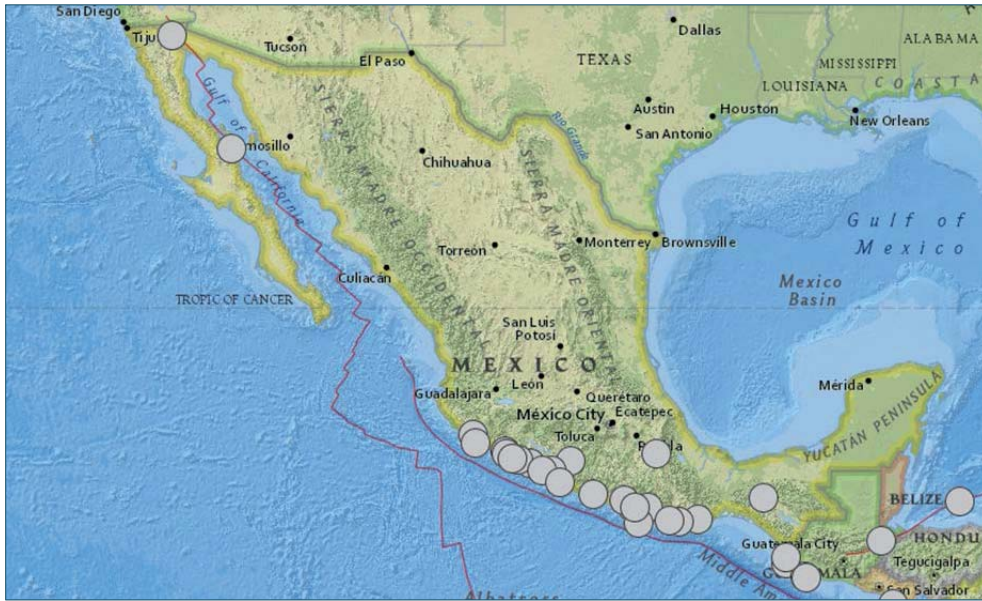 San Diego
Tiju
Tucson
El Paso
Dallas
TEXAS
ALABAMA
MISSISSIPPI
LOUISIANA
COASTA
Austin
Houston
San Antonio
New Orleans
Rio Grande
Gulf of
California
mosillo
Chihuahua
SIERRA MADRE OCCIDENTAL
SIERRA MADRE ORIENTAL
Gulf of
Mexico
Torreón
Monterrey
Brownsville
Culiacán
Mexico
Basin
TROPIC OF CANCER
San Luis
Potosí
MEXICO
León
Guadalajara
Querétaro
Mérida
México City
Ecatepec
Toluca
YUCATÁN PENINSULA
BELIZE
Guatemala City
HONDU
Tegucigalpa
San Salvador
Middle Am
Albatross